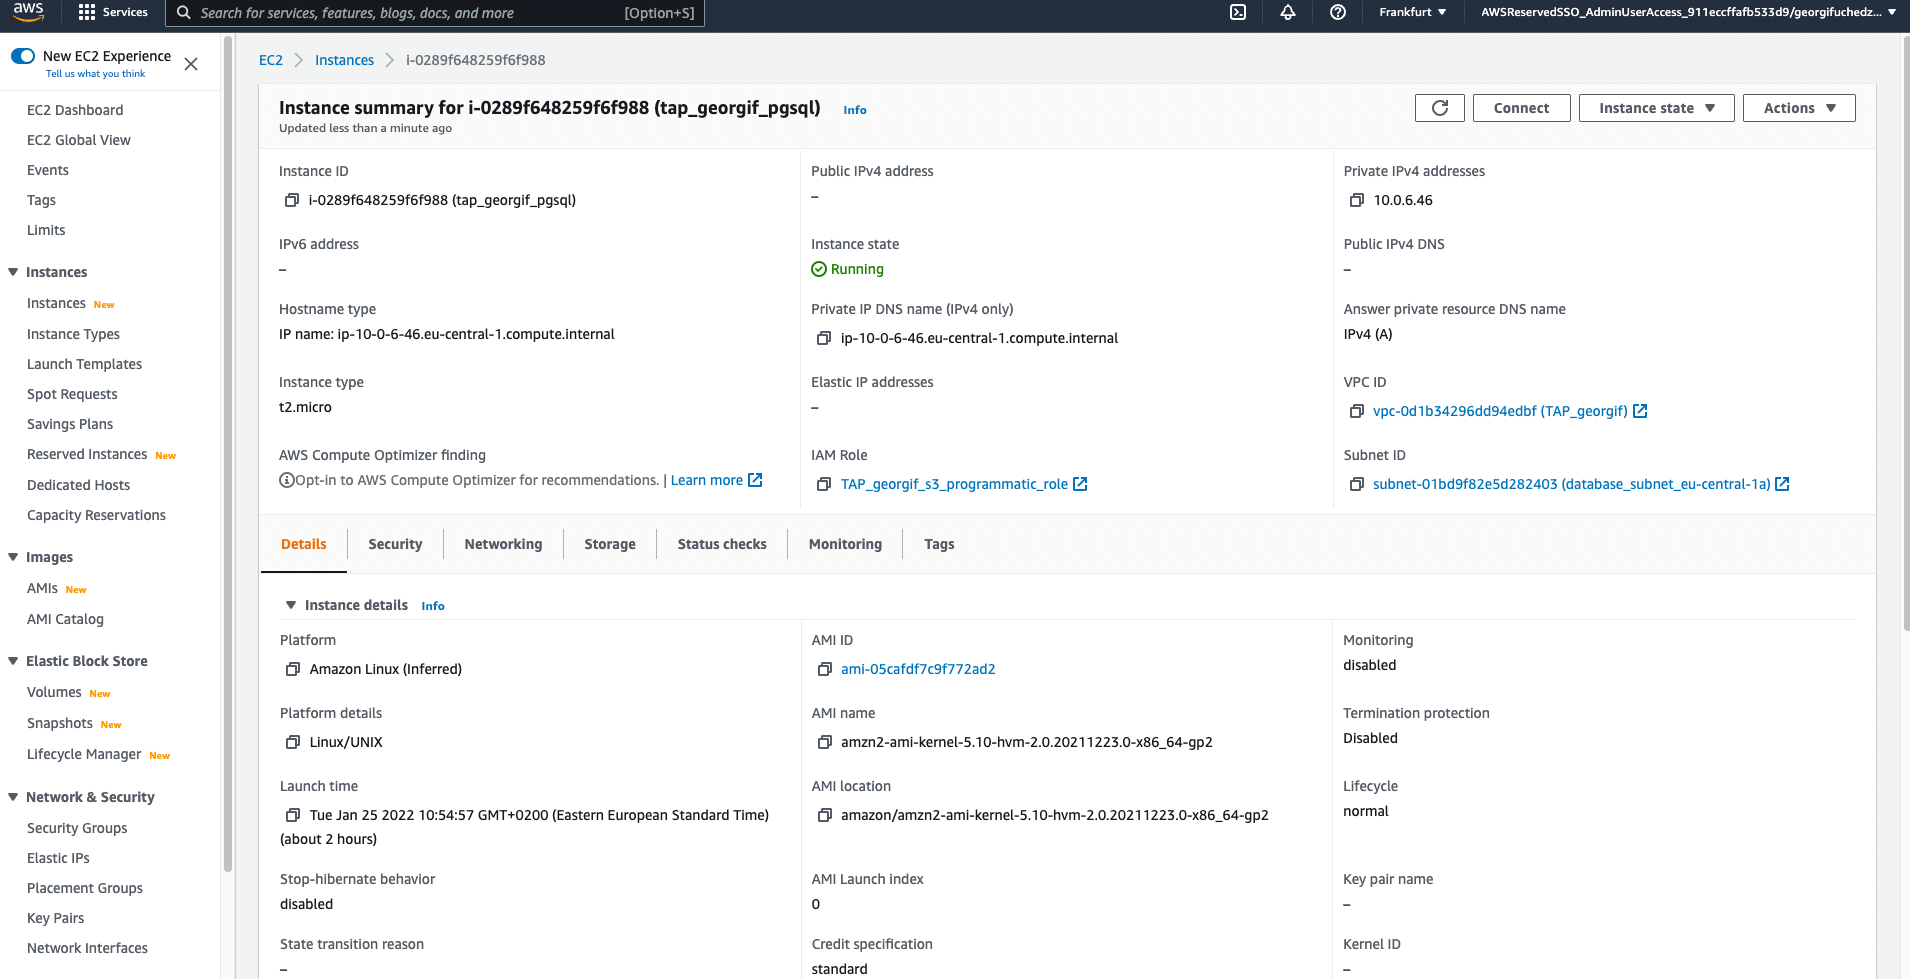 aws
Services
Search for services, features, blogs, docs, and more
[Option+S]
Frankfurt
AWSReservedSSO_AdminUserAccess_911eccffafb533d9/georgifuchedz...
New EC2 Experience
Tell us what you think
EC2 Dashboard
EC2 Global View
Events
Tags
Limits
Instances
Instances New
Instance Types
Launch Templates
Spot Requests
Savings Plans
Reserved Instances New
Dedicated Hosts
Capacity Reservations
Images
AMIs New
AMI Catalog
Elastic Block Store
Volumes New
Snapshots New
Lifecycle Manager New
Network & Security
Security Groups
Elastic IPs
Placement Groups
Key Pairs
Network Interfaces
EC2 > Instances > i-0289f648259f6f988
Instance summary for i-0289f648259f6f988 (tap_georgif_pgsql) Info
Updated less than a minute ago
Connect
Instance state
Actions
Instance ID
i-0289f648259f6f988 (tap_georgif_pgsql)
Public IPv4 address
–
Private IPv4 addresses
10.0.6.46
IPv6 address
–
Instance state
Running
Public IPv4 DNS
–
Hostname type
IP name: ip-10-0-6-46.eu-central-1.compute.internal
Private IP DNS name (IPv4 only)
ip-10-0-6-46.eu-central-1.compute.internal
Answer private resource DNS name
IPv4 (A)
Instance type
t2.micro
Elastic IP addresses
–
VPC ID
vpc-0d1b34296dd94edbf (TAP_georgif)
AWS Compute Optimizer finding
Opt-in to AWS Compute Optimizer for recommendations. | Learn more
IAM Role
TAP_georgif_s3_programmatic_role
Subnet ID
subnet-01bd9f82e5d282403 (database_subnet_eu-central-1a)
Details
Security
Networking
Storage
Status checks
Monitoring
Tags
Instance details Info
Platform
Amazon Linux (Inferred)
AMI ID
ami-05cafdf7c9f772ad2
Monitoring
disabled
Platform details
Linux/UNIX
AMI name
amzn2-ami-kernel-5.10-hvm-2.0.20211223.0-x86_64-gp2
Termination protection
Disabled
Launch time
Tue Jan 25 2022 10:54:57 GMT+0200 (Eastern European Standard Time)
(about 2 hours)
AMI location
amazon/amzn2-ami-kernel-5.10-hvm-2.0.20211223.0-x86_64-gp2
Lifecycle
normal
Stop-hibernate behavior
disabled
AMI Launch index
0
Key pair name
–
State transition reason
–
Credit specification
standard
Kernel ID
–